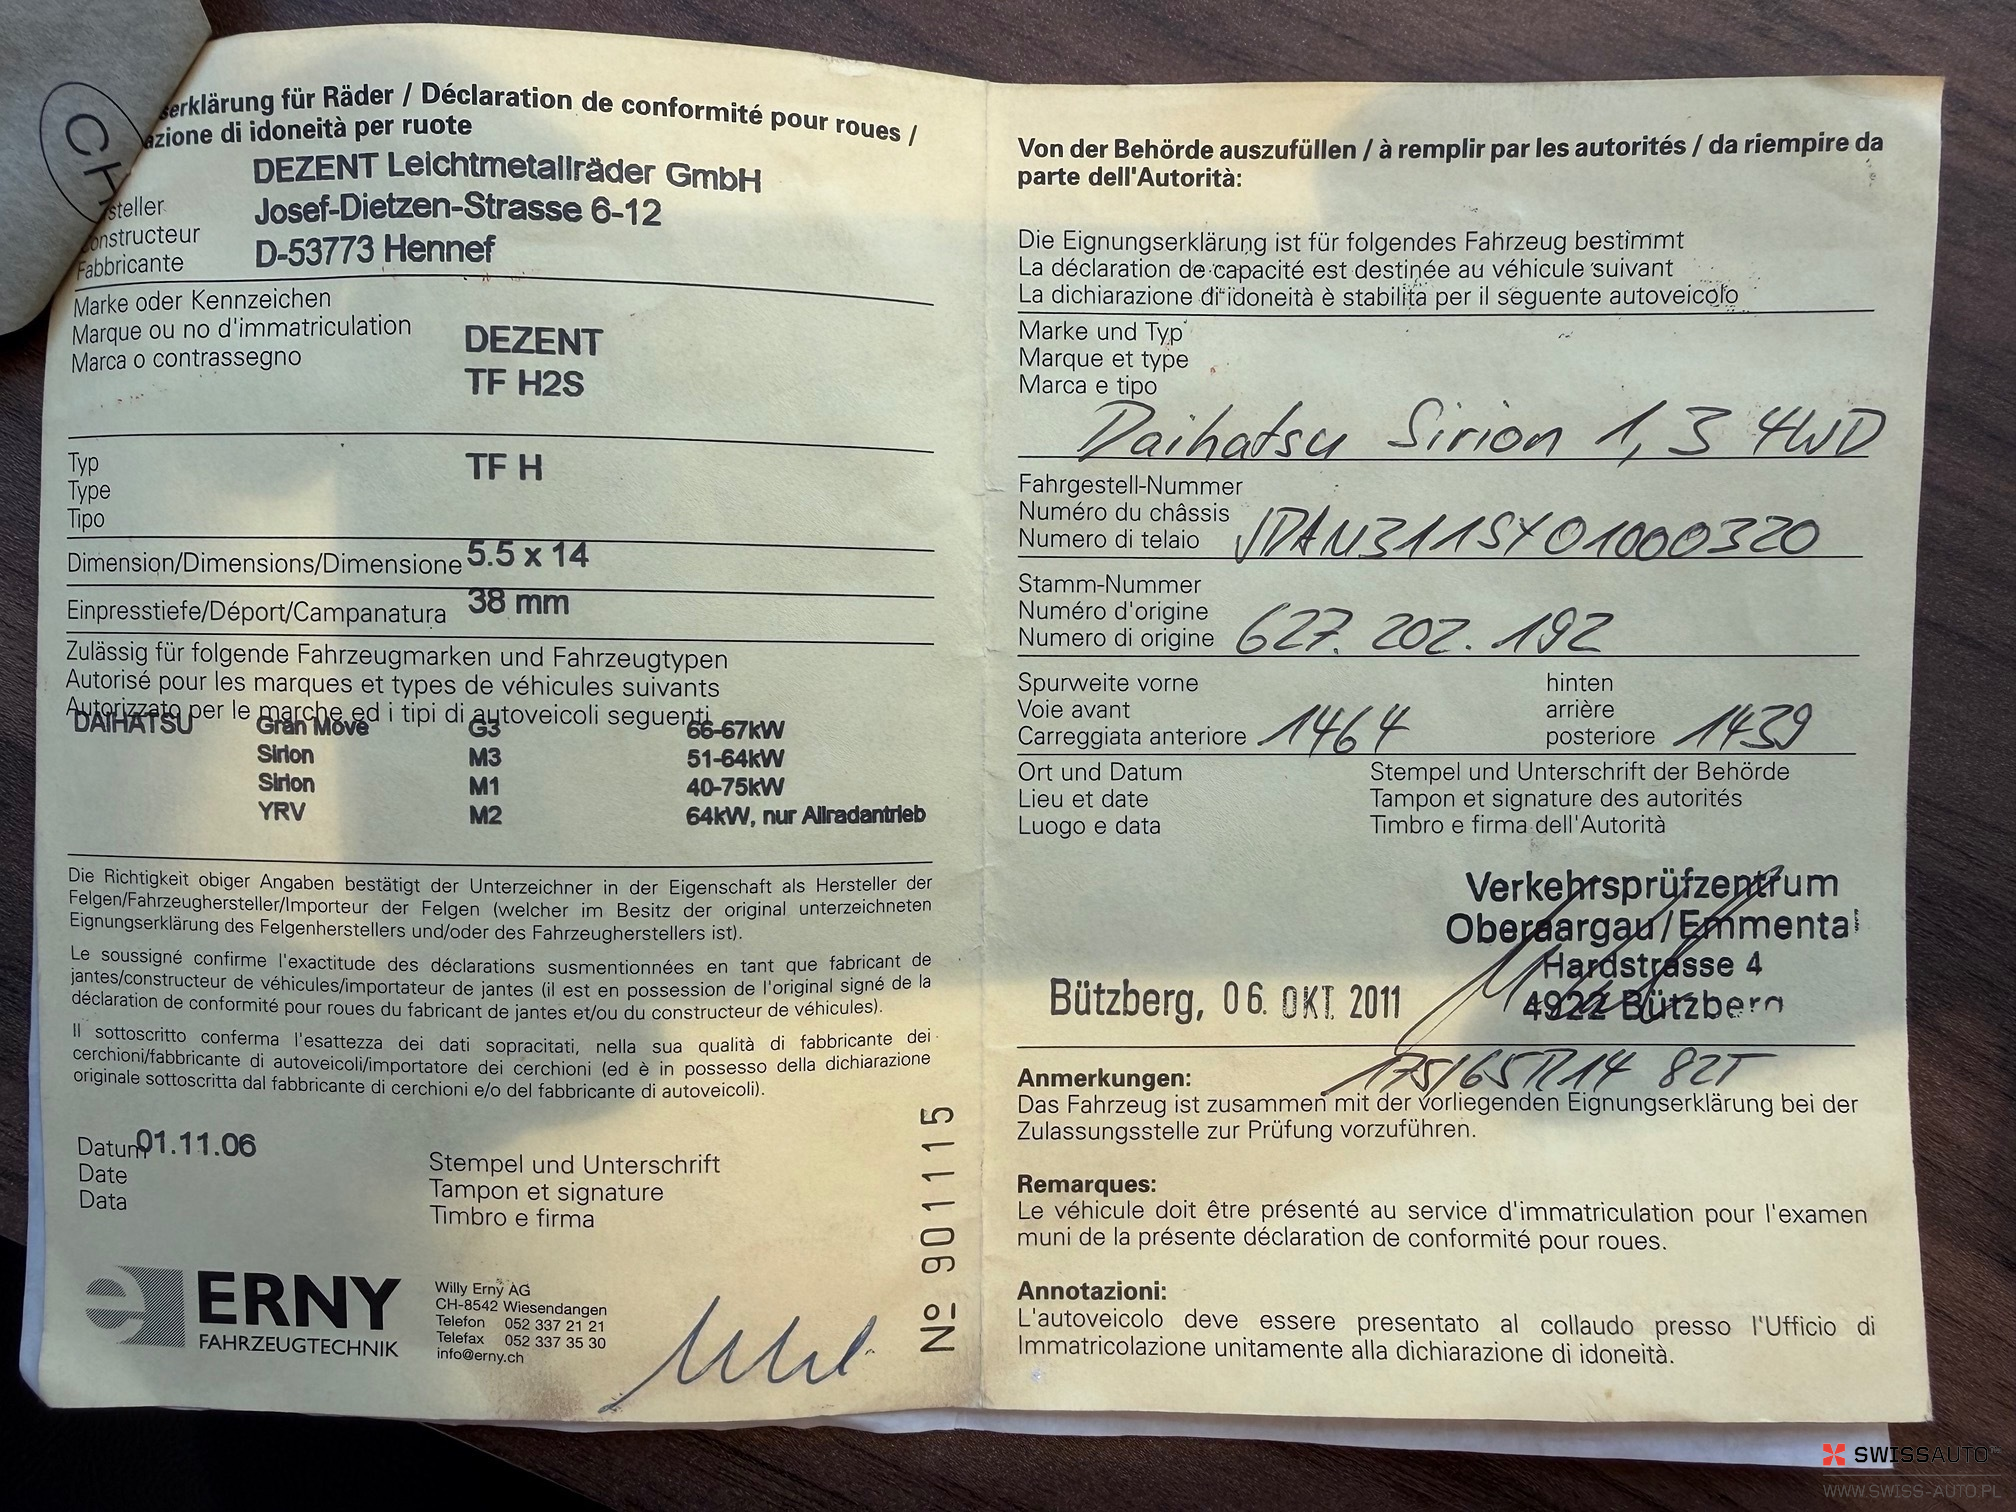 CH
serklärung für Räder / Déclaration de conformité pour roues /
azione di idoneità per ruote
DEZENT Leichtmetallräder GmbH
Josef-Dietzen-Strasse 6-12
D-53773 Hennef
steller
onstructeur
Fabbricante
Marke oder Kennzeichen
Marque ou no d'immatriculation
Marca o contrassegno
DEZENT
TF H2S
Typ
Type
Tipo
TF H
Dimension/Dimensions/Dimensione 5.5 x 14
Einpresstiefe/Déport/Campanatura 38 mm
Zulässig für folgende Fahrzeugmarken und Fahrzeugtypen
Autorisé pour les marques et types de véhicules suivants
Autorizzato per le marche ed i tipi di autoveicoli seguenti
DAIHATSU Gran Move G3 66-67kW
Sirion M3 51-64kW
Sirion M1 40-75kW
YRV M2 64kW, nur Allradantrieb
Die Richtigkeit obiger Angaben bestätigt der Unterzeichner in der Eigenschaft als Hersteller der
Felgen/Fahrzeughersteller/Importeur der Felgen (welcher im Besitz der original unterzeichneten
Eignungserklärung des Felgenherstellers und/oder des Fahrzeugherstellers ist).
Le soussigné confirme l'exactitude des déclarations susmentionnées en tant que fabricant de
jantes/constructeur de véhicules/importateur de jantes (il est en possession de l'original signé de la
déclaration de conformité pour roues du fabricant de jantes et/ou du constructeur de véhicules).
Il sottoscritto conferma l'esattezza dei dati sopracitati, nella sua qualità di fabbricante dei
cerchioni/fabbricante di autoveicoli/importatore dei cerchioni (ed è in possesso della dichiarazione
originale sottoscritta dal fabbricante di cerchioni e/o del fabbricante di autoveicoli).
Datum 01.11.06
Date
Data
Stempel und Unterschrift
Tampon et signature
Timbro e firma
No 901115
e ERNY
FAHRZEUGTECHNIK
Willy Erny AG
CH-8542 Wiesendangen
Telefon 052 337 21 21
Telefax 052 337 35 30
info@erny.ch
Von der Behörde auszufüllen / à remplir par les autorités / da riempire da
parte dell'Autorità:
Die Eignungserklärung ist für folgendes Fahrzeug bestimmt
La déclaration de capacité est destinée au véhicule suivant
La dichiarazione di idoneità è stabilita per il seguente autoveicolo
Marke und Typ
Marque et type
Marca e tipo
Daihatsu Sirion 1,3 4WD
Fahrgestell-Nummer
Numéro du châssis
Numero di telaio JDAN311SX01000320
Stamm-Nummer
Numéro d'origine
Numero di origine 627.202.192
Spurweite vorne hinten
Voie avant arrière
Carreggiata anteriore 1464 posteriore 1439
Ort und Datum Stempel und Unterschrift der Behörde
Lieu et date Tampon et signature des autorités
Luogo e data Timbro e firma dell'Autorità
Verkehrsprüfzentrum
Oberaargau/Emmental
Hardstrasse 4
4922 Bützberg
Bützberg, 06. OKT. 2011
Anmerkungen: 175/65R14 82T
Das Fahrzeug ist zusammen mit der vorliegenden Eignungserklärung bei der
Zulassungsstelle zur Prüfung vorzuführen.
Remarques:
Le véhicule doit être présenté au service d'immatriculation pour l'examen
muni de la présente déclaration de conformité pour roues.
Annotazioni:
L'autoveicolo deve essere presentato al collaudo presso l'Ufficio di
Immatricolazione unitamente alla dichiarazione di idoneità.
SWISSAUTO
WWW.SWISS-AUTO.PL